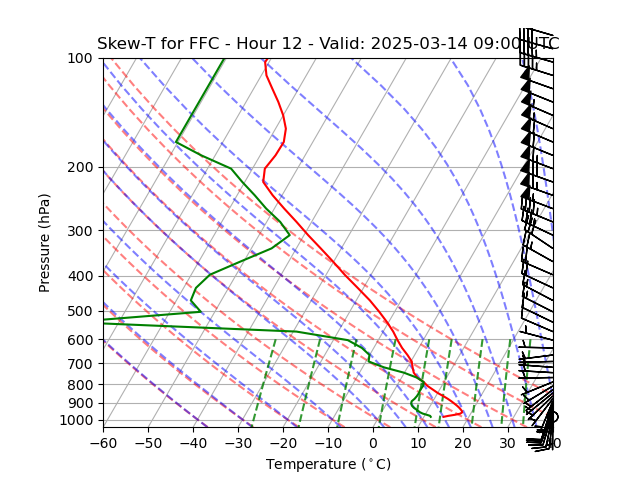 Skew-T for FFC - Hour 12 - Valid: 2025-03-14 09:00 UTC
100
200
300
400
500
600
700
800
900
1000
Pressure (hPa)
−60 −50 −40 −30 −20 −10 0 10 20 30 40
Temperature (°C)